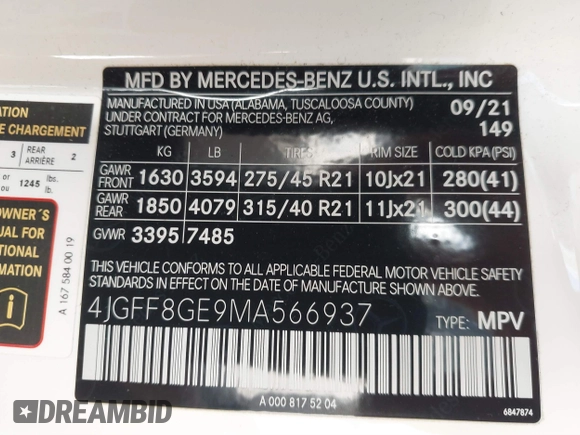 ATION
E CHARGEMENT
3 REAR ARRIÈRE 2
or ou 1245 lbs. lb.
OWNER´S
UAL FOR
ITIONAL
RMATION
A 167 584 00 19
MFD BY MERCEDES-BENZ U.S. INTL., INC
MANUFACTURED IN USA (ALABAMA, TUSCALOOSA COUNTY)
UNDER CONTRACT FOR MERCEDES-BENZ AG,
STUTTGART (GERMANY)
09/21
149
KG LB TIRES RIM SIZE COLD KPA(PSI)
GAWR FRONT 1630 3594 275/45 R21 10Jx21 280(41)
GAWR REAR 1850 4079 315/40 R21 11Jx21 300(44)
GVWR 3395 7485
THIS VEHICLE CONFORMS TO ALL APPLICABLE FEDERAL MOTOR VEHICLE SAFETY
STANDARDS IN EFFECT ON THE DATE OF MANUFACTURE SHOWN ABOVE.
4JGFF8GE9MA566937
TYPE: MPV
A 000 817 52 04
6847874
DREAMBID